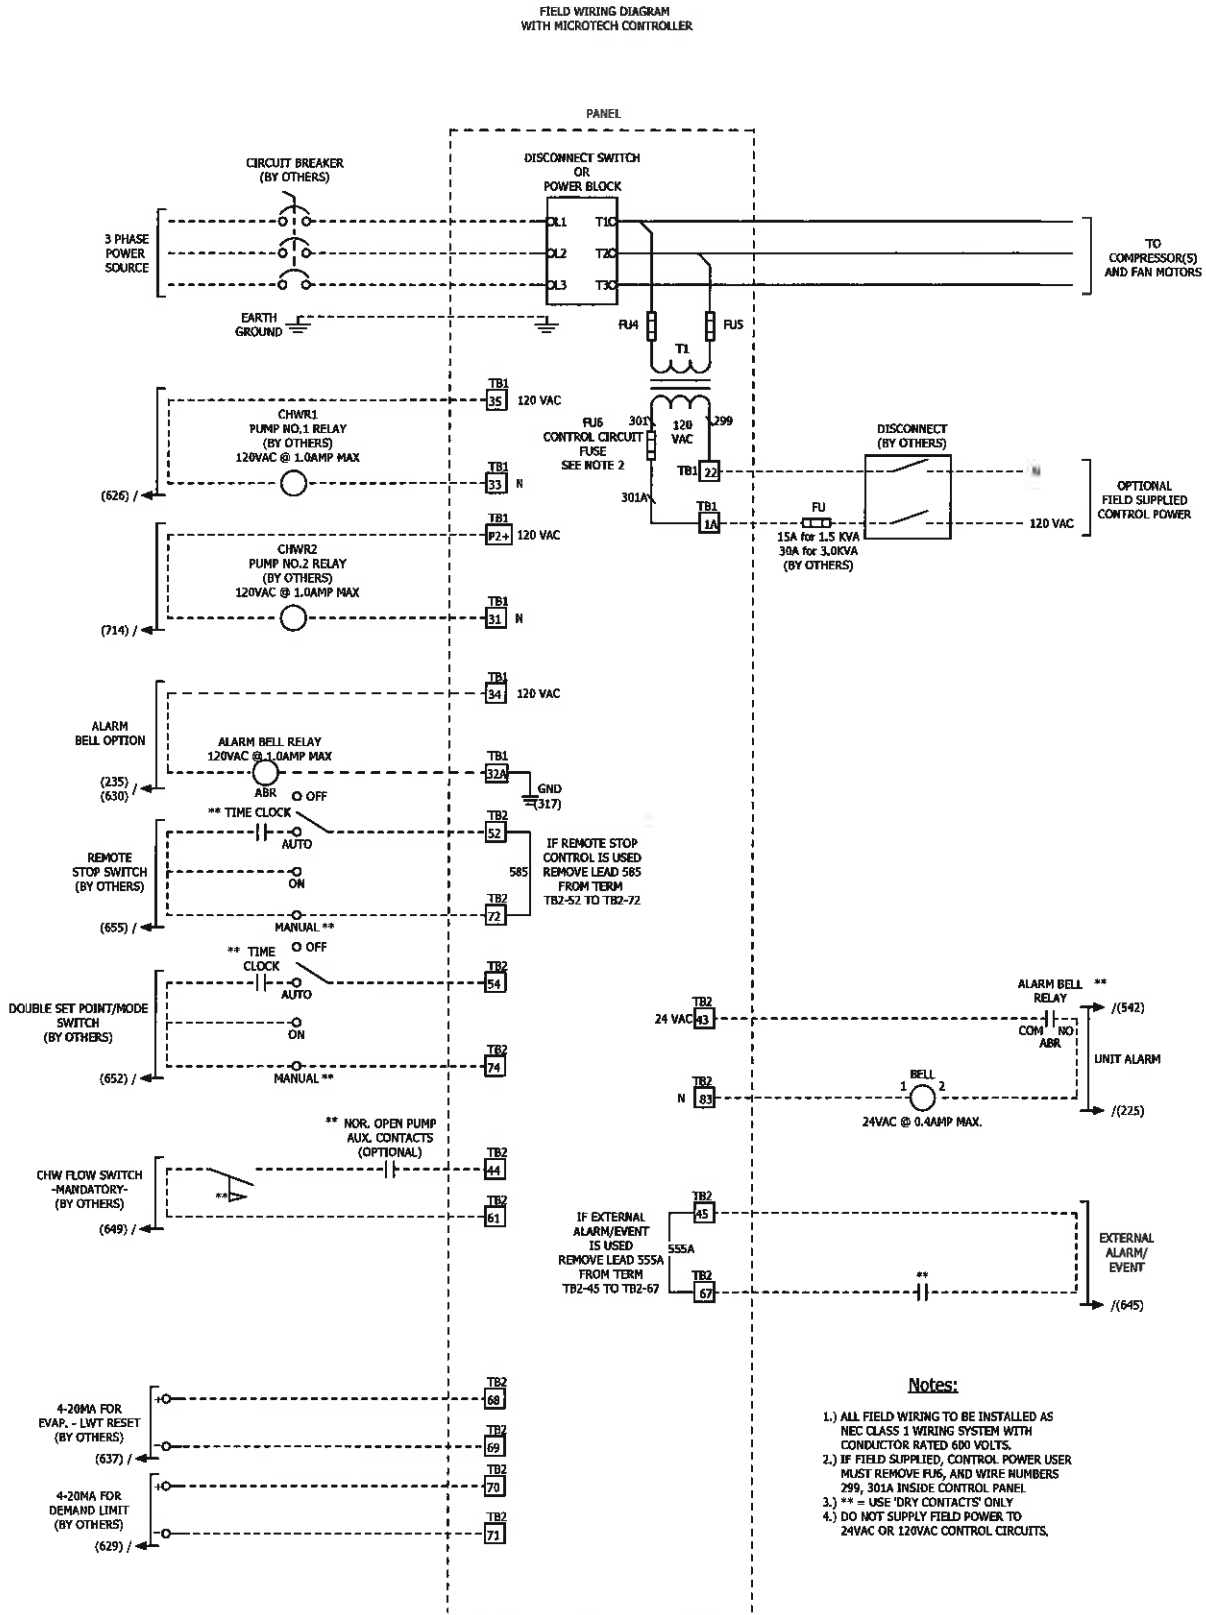 FIELD WIRING DIAGRAM
WITH MICROTECH CONTROLLER
PANEL
CIRCUIT BREAKER
(BY OTHERS)
DISCONNECT SWITCH
OR
POWER BLOCK
3 PHASE
POWER
SOURCE
L1
L2
L3
T1
T2
T3
TO
COMPRESSOR(S)
AND FAN MOTORS
EARTH
GROUND
FU4
FU5
T1
301
120
VAC
299
FU6
CONTROL CIRCUIT
FUSE
SEE NOTE 2
301A
TB1
22
TB1
1A
DISCONNECT
(BY OTHERS)
N
FU
15A for 1.5 KVA
30A for 3.0KVA
(BY OTHERS)
120 VAC
OPTIONAL
FIELD SUPPLIED
CONTROL POWER
TB1
35
120 VAC
CHWR1
PUMP NO.1 RELAY
(BY OTHERS)
120VAC @ 1.0AMP MAX
TB1
33
N
(626) /
TB1
P2+
120 VAC
CHWR2
PUMP NO.2 RELAY
(BY OTHERS)
120VAC @ 1.0AMP MAX
TB1
31
N
(714) /
TB1
34
120 VAC
ALARM
BELL OPTION
ALARM BELL RELAY
120VAC @ 1.0AMP MAX
ABR
TB1
32A
GND
(317)
(235)
(630) /
OFF
** TIME CLOCK
AUTO
ON
MANUAL **
REMOTE
STOP SWITCH
(BY OTHERS)
(655) /
TB2
52
585
TB2
72
IF REMOTE STOP
CONTROL IS USED
REMOVE LEAD 585
FROM TERM
TB2-52 TO TB2-72
OFF
** TIME
CLOCK
AUTO
ON
MANUAL **
DOUBLE SET POINT/MODE
SWITCH
(BY OTHERS)
(652) /
TB2
54
TB2
74
24 VAC
TB2
43
ALARM BELL **
RELAY
COM NO
ABR
/(542)
UNIT ALARM
N
TB2
83
BELL
1 2
24VAC @ 0.4AMP MAX.
/(225)
** NOR. OPEN PUMP
AUX. CONTACTS
(OPTIONAL)
CHW FLOW SWITCH
-MANDATORY-
(BY OTHERS)
**
(649) /
TB2
44
TB2
61
IF EXTERNAL
ALARM/EVENT
IS USED
REMOVE LEAD 555A
FROM TERM
TB2-45 TO TB2-67
555A
TB2
45
TB2
67
**
EXTERNAL
ALARM/
EVENT
/(645)
4-20MA FOR
EVAP. - LWT RESET
(BY OTHERS)
(637) /
+
-
TB2
68
TB2
69
4-20MA FOR
DEMAND LIMIT
(BY OTHERS)
(629) /
+
-
TB2
70
TB2
71
Notes:
1.) ALL FIELD WIRING TO BE INSTALLED AS
NEC CLASS 1 WIRING SYSTEM WITH
CONDUCTOR RATED 600 VOLTS.
2.) IF FIELD SUPPLIED, CONTROL POWER USER
MUST REMOVE FU6, AND WIRE NUMBERS
299, 301A INSIDE CONTROL PANEL
3.) ** = USE 'DRY CONTACTS' ONLY
4.) DO NOT SUPPLY FIELD POWER TO
24VAC OR 120VAC CONTROL CIRCUITS.